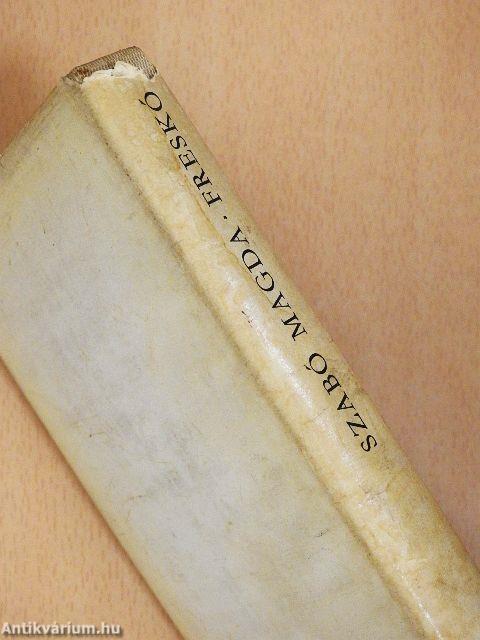 SZABÓ MAGDA · FRESKÓ
Antikvárium.hu